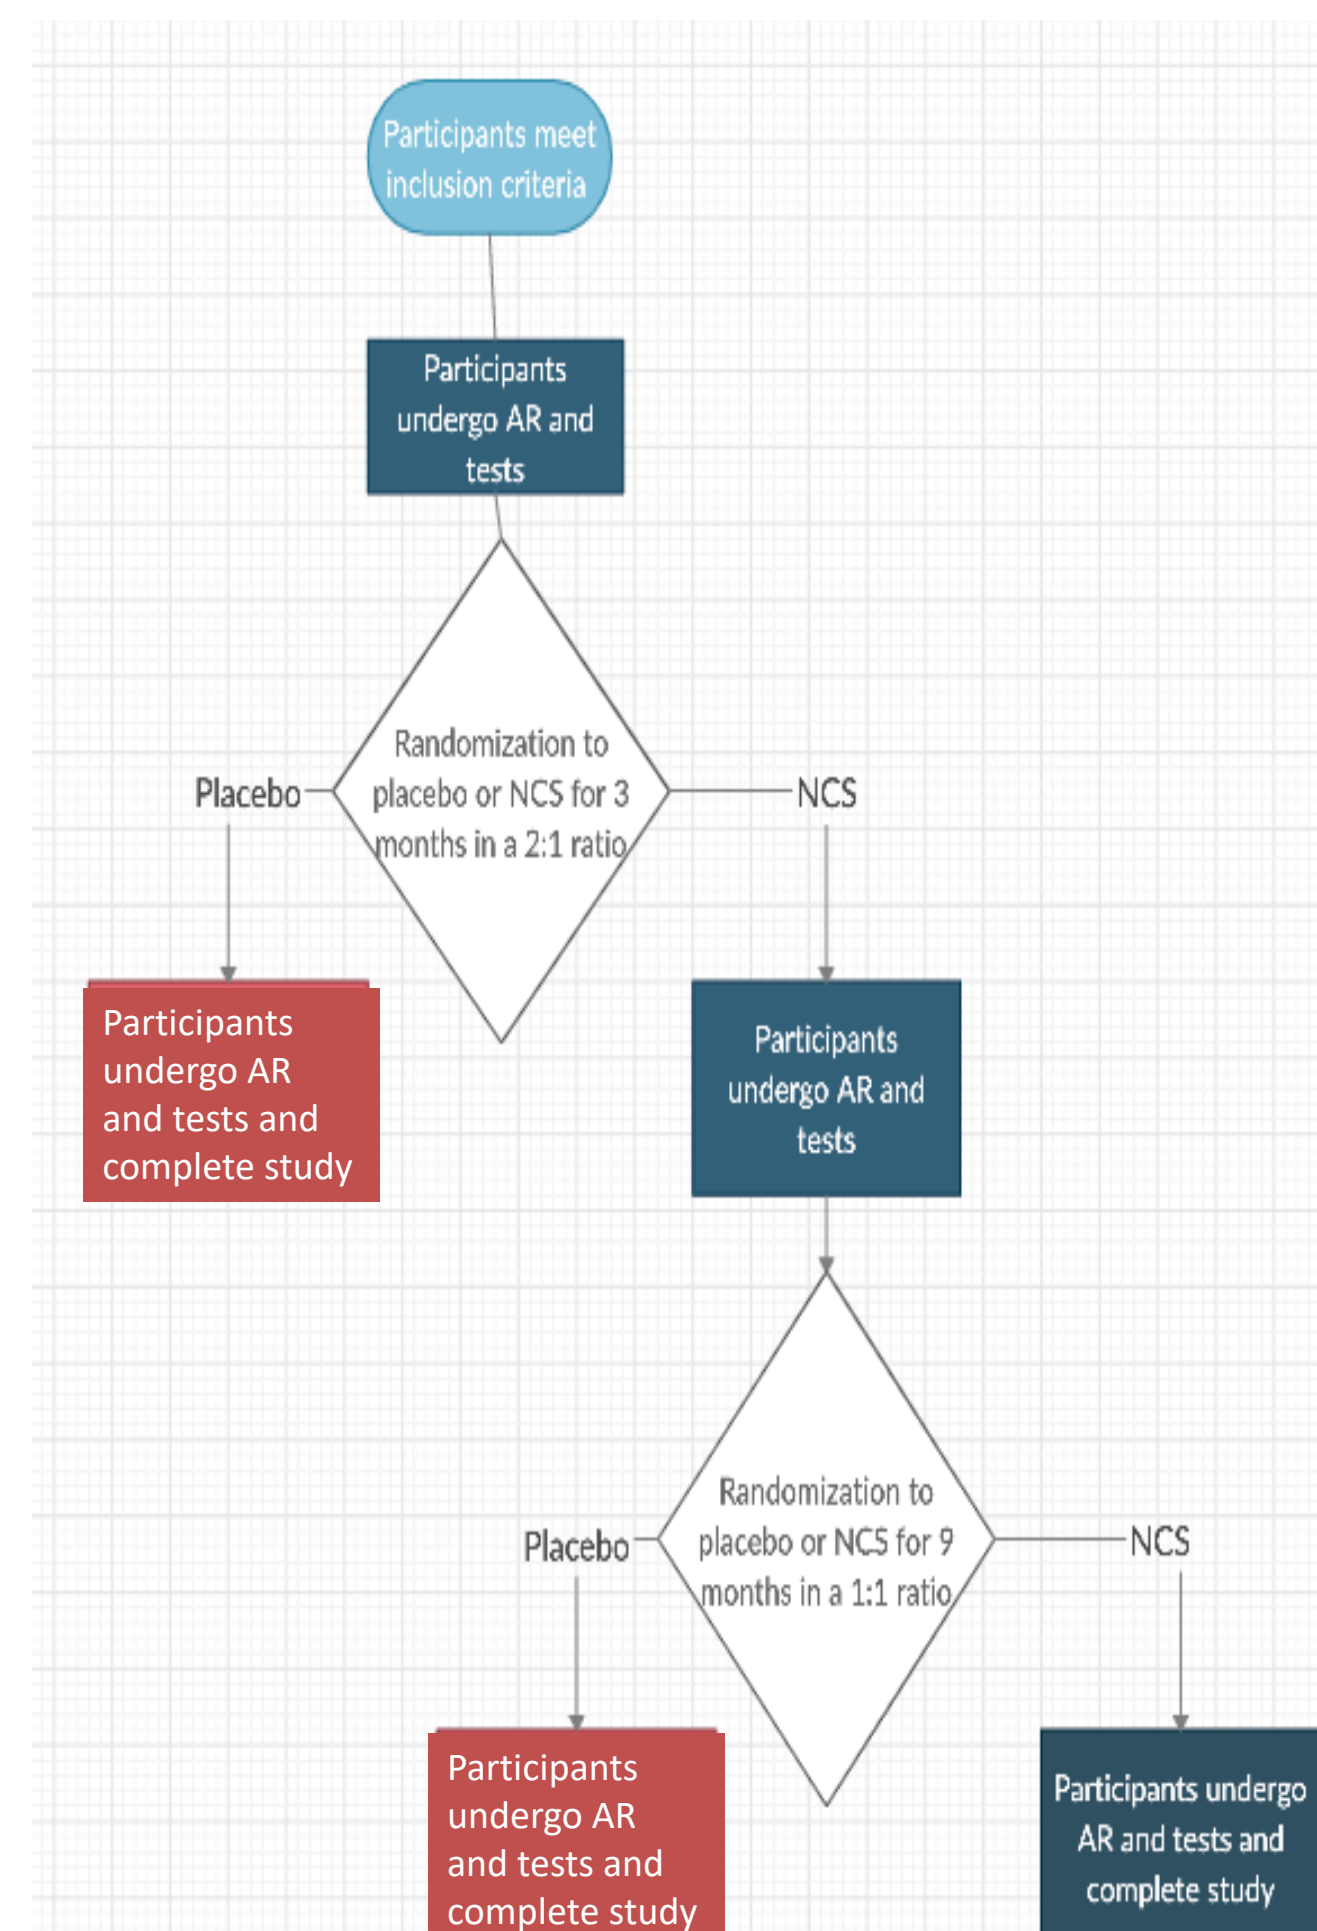 Participants meet
inclusion criteria
Participants
undergo AR and
tests
Randomization to
placebo or NCS for 3
months in a 2:1 ratio
Placebo
NCS
Participants
undergo AR
and tests and
complete study
Participants
undergo AR and
tests
Randomization to
placebo or NCS for 9
months in a 1:1 ratio
Placebo
NCS
Participants
undergo AR
and tests and
complete study
Participants undergo
AR and tests and
complete study